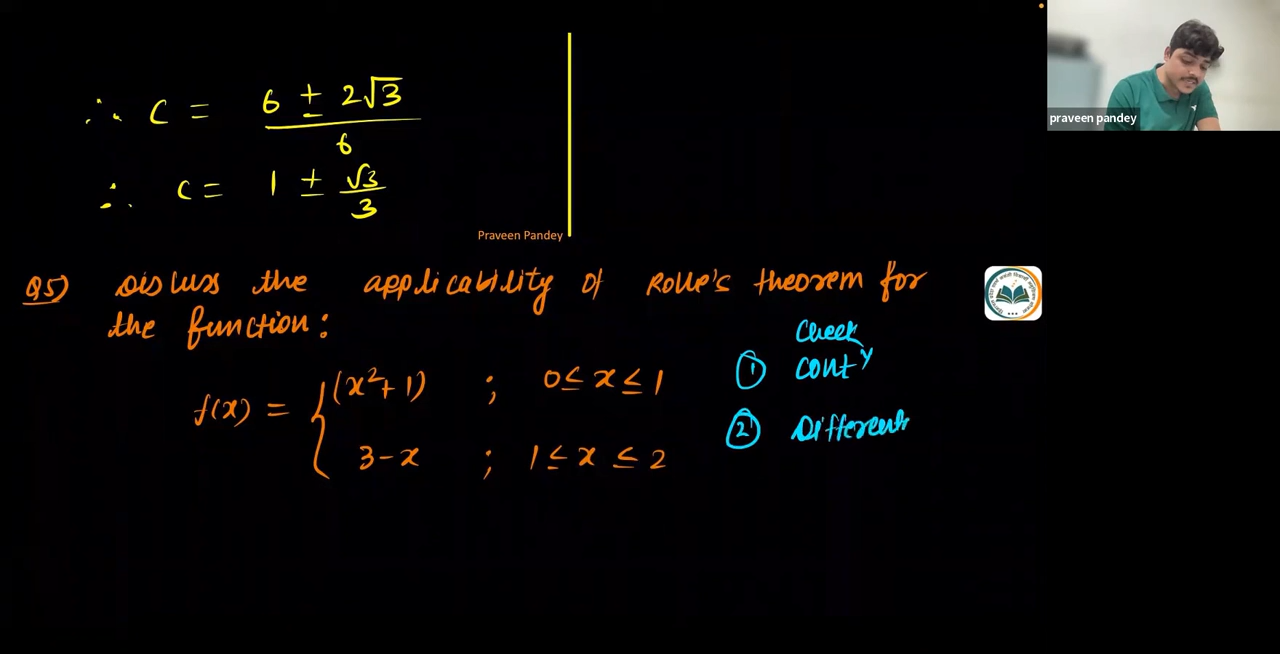 ∴ C = 6 ± 2√3 / 6
∴ C = 1 ± √3/3
Praveen Pandey
praveen pandey
Q5) Discuss the applicability of Rolle's theorem for
the function:
f(x) = { (x²+1) ; 0 ≤ x ≤ 1
3-x ; 1 ≤ x ≤ 2
Check
① contʸ
② Different